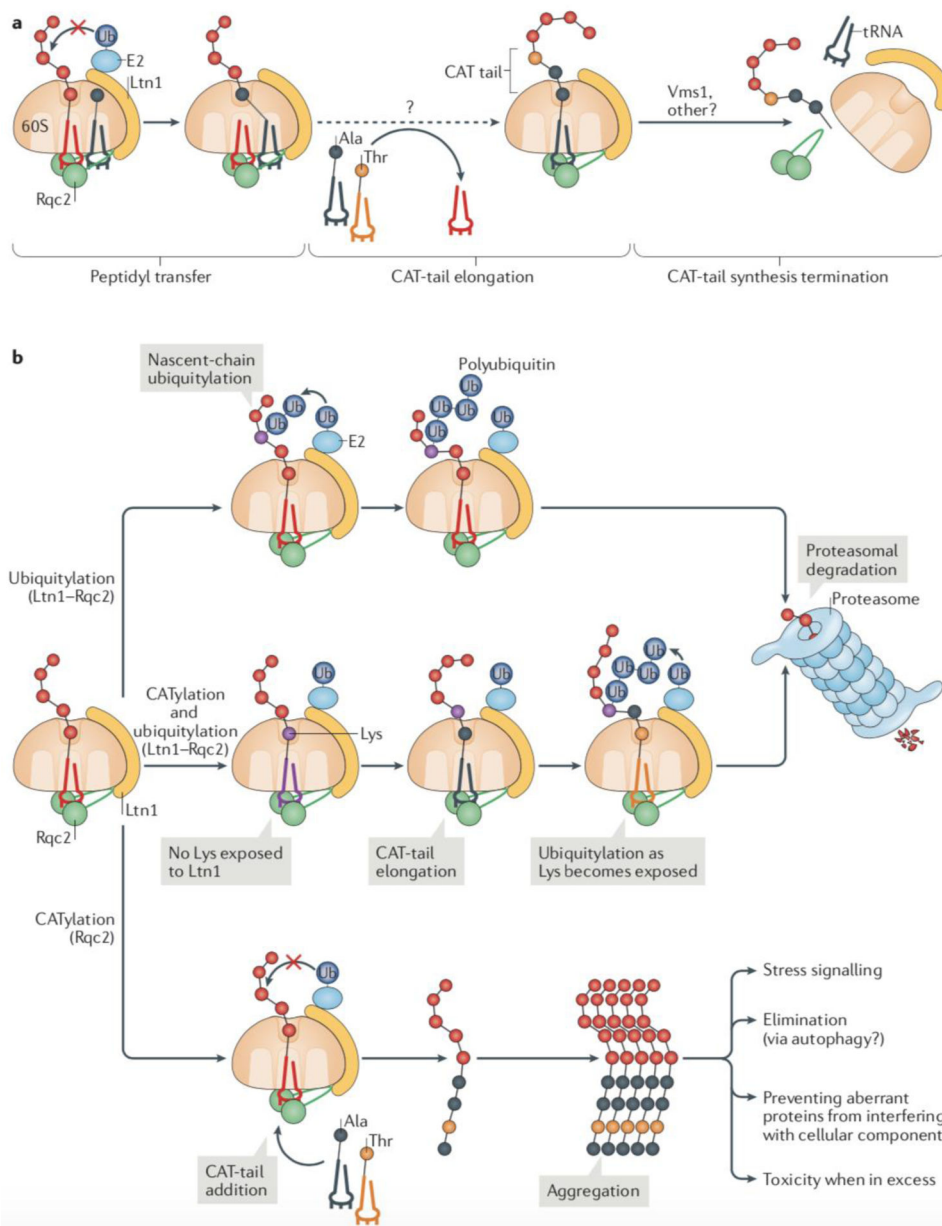 a
Ub
E2
Ltn1
60S
Rqc2
?
Ala
Thr
CAT tail
Vms1,
other?
tRNA
Peptidyl transfer
CAT-tail elongation
CAT-tail synthesis termination
b
Nascent-chain
ubiquitylation
Ub
Ub
Ub
E2
Polyubiquitin
Ub
Ub
Ub
Ub
Ub
Ubiquitylation
(Ltn1–Rqc2)
Proteasomal
degradation
Proteasome
CATylation
and
ubiquitylation
(Ltn1–Rqc2)
Ub
Lys
Ub
Ub
Ub
Ub
Ub
Ub
Ltn1
Rqc2
No Lys exposed
to Ltn1
CAT-tail
elongation
Ubiquitylation as
Lys becomes exposed
CATylation
(Rqc2)
Ub
Ala
Thr
CAT-tail
addition
Aggregation
Stress signalling
Elimination
(via autophagy?)
Preventing aberrant
proteins from interfering
with cellular component
Toxicity when in excess